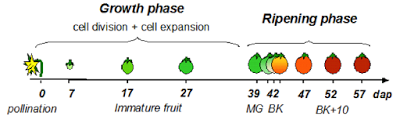 Growth phase
cell division + cell expansion
Ripening phase
0 7 17 27 39 42 47 52 57 dap
pollination Immature fruit MG BK BK+10